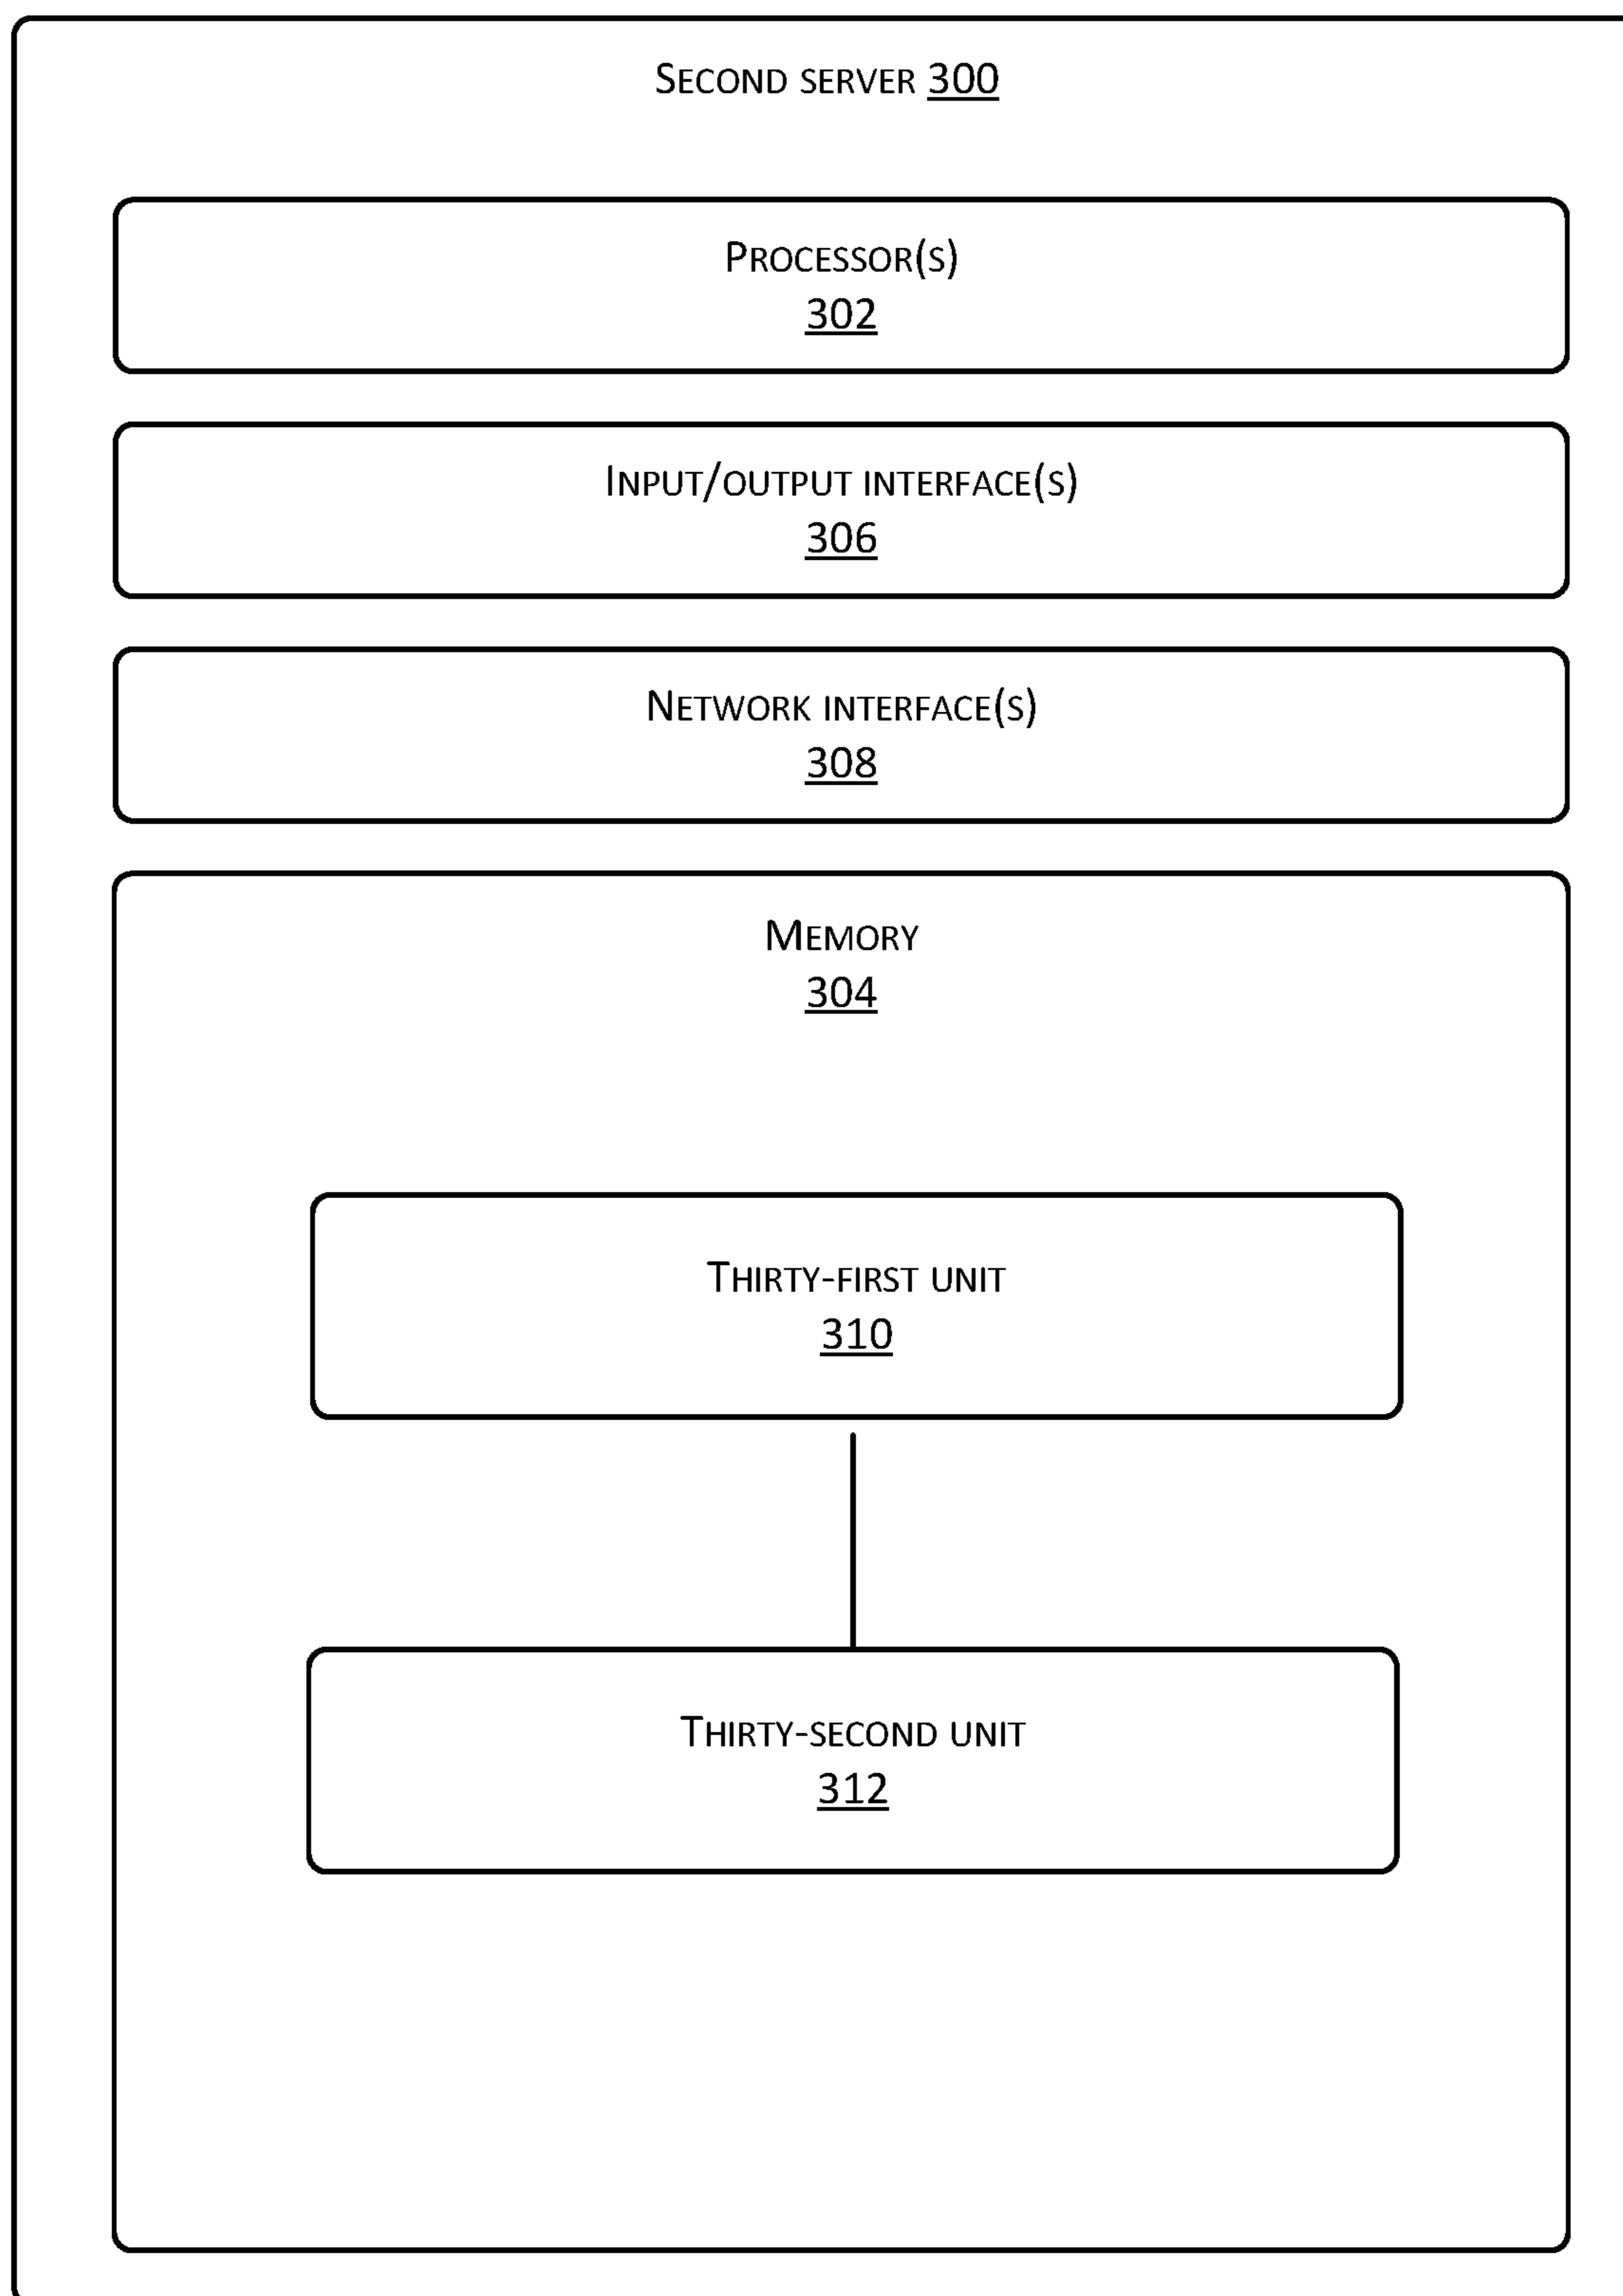 Second server 300
Processor(s)
302
Input/output interface(s)
306
Network interface(s)
308
Memory
304
Thirty-first unit
310
Thirty-second unit
312